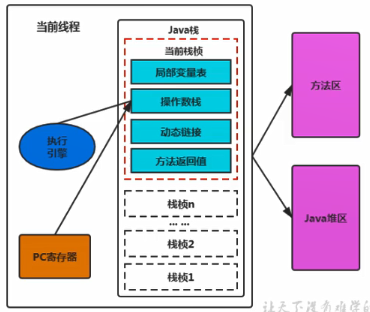 当前线程
Java栈
当前栈帧
局部变量表
操作数栈
动态链接
方法返回值
执行
引擎
PC寄存器
栈桢n
... ...
栈桢2
栈桢1
方法区
Java堆区
让天下没有难学的